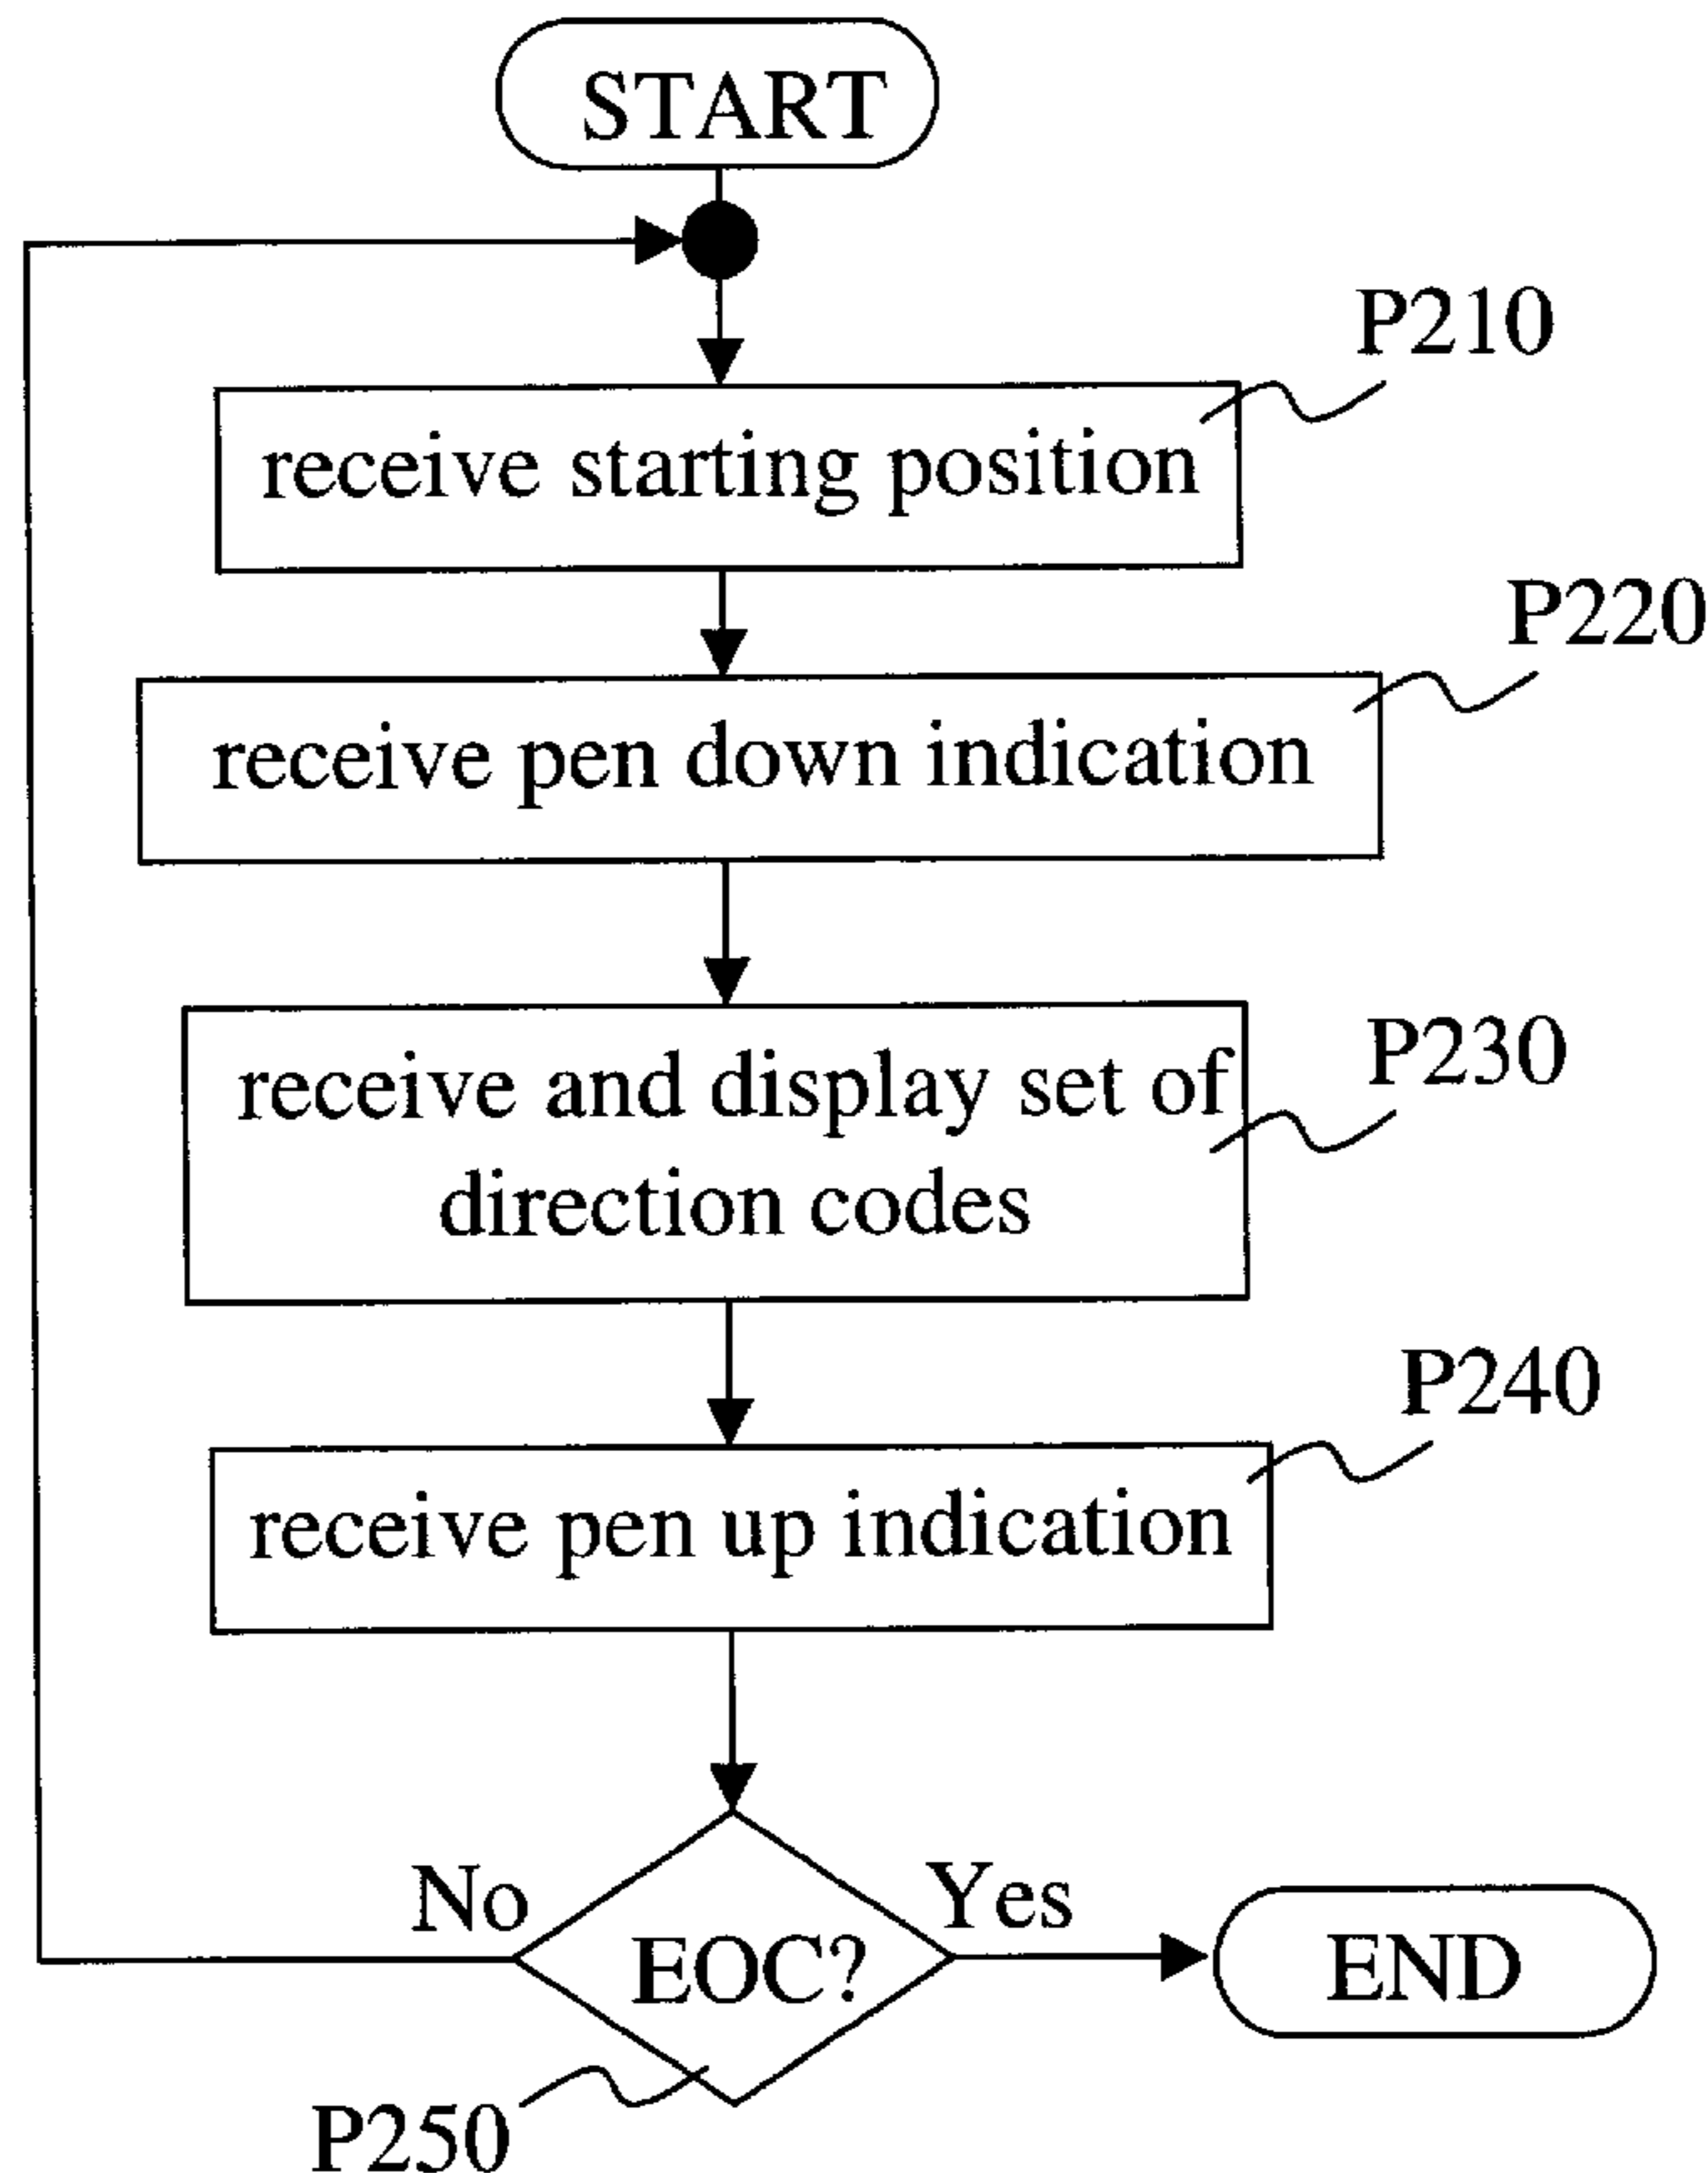 START
P210
receive starting position
P220
receive pen down indication
P230
receive and display set of
direction codes
P240
receive pen up indication
No
Yes
EOC?
END
P250